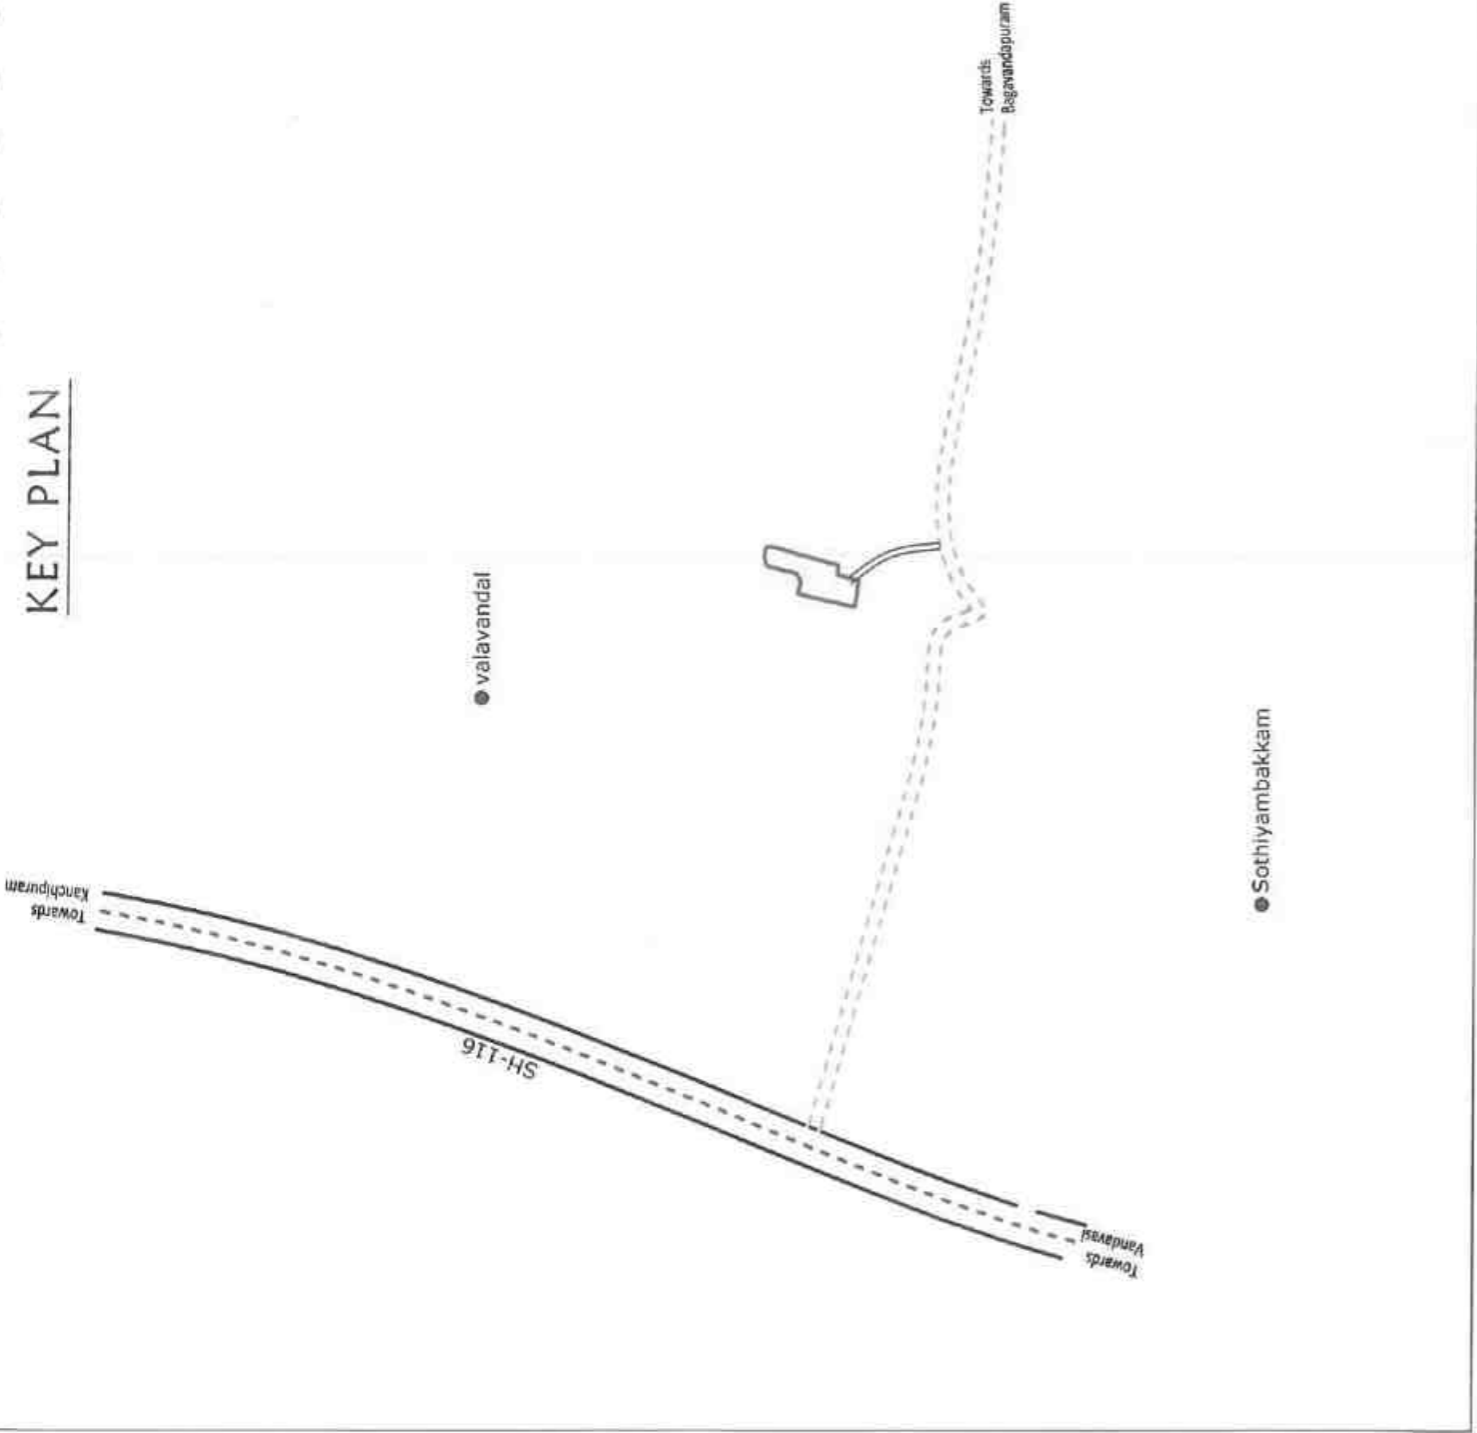 KEY PLAN
Towards
Kanchipuram
SH-116
valavandal
Towards
Bagavandapuram
Sothiyambakkam
Towards
Vandavasi